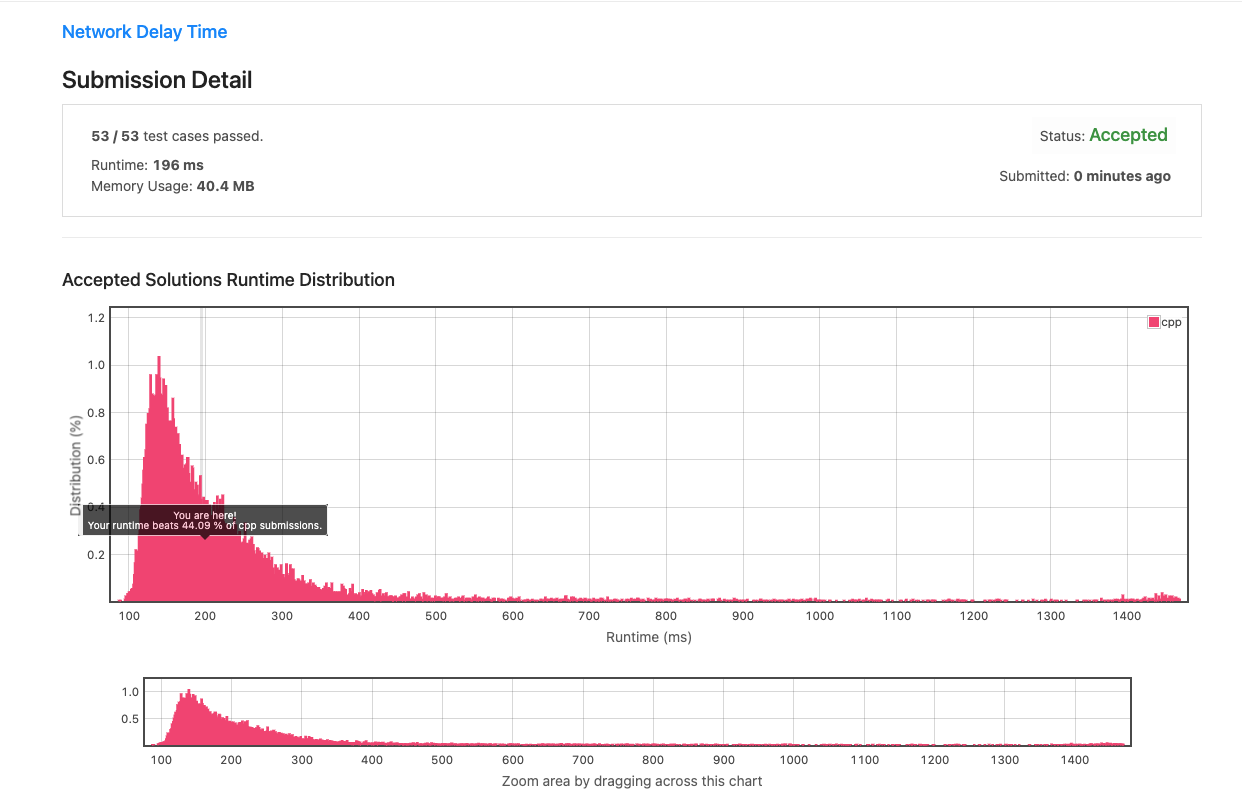 Network Delay Time
Submission Detail
53 / 53 test cases passed.
Status: Accepted
Runtime: 196 ms
Memory Usage: 40.4 MB
Submitted: 0 minutes ago
Accepted Solutions Runtime Distribution
1.2
1.0
0.8
0.6
0.4
0.2
Distribution (%)
cpp
You are here!
Your runtime beats 44.09 % of cpp submissions.
100 200 300 400 500 600 700 800 900 1000 1100 1200 1300 1400
Runtime (ms)
1.0
0.5
100 200 300 400 500 600 700 800 900 1000 1100 1200 1300 1400
Zoom area by dragging across this chart